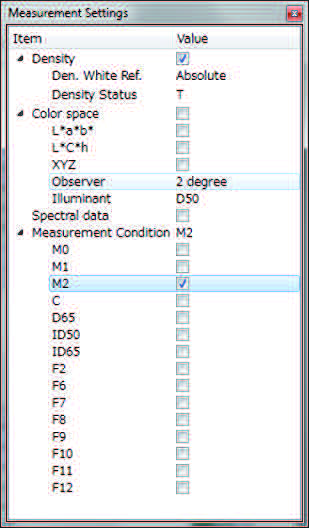 Measurement Settings
Item Value
Density
Den. White Ref. Absolute
Density Status T
Color space
L*a*b*
L*C*h
XYZ
Observer 2 degree
Illuminant D50
Spectral data
Measurement Condition M2
M0
M1
M2
C
D65
ID50
ID65
F2
F6
F7
F8
F9
F10
F11
F12